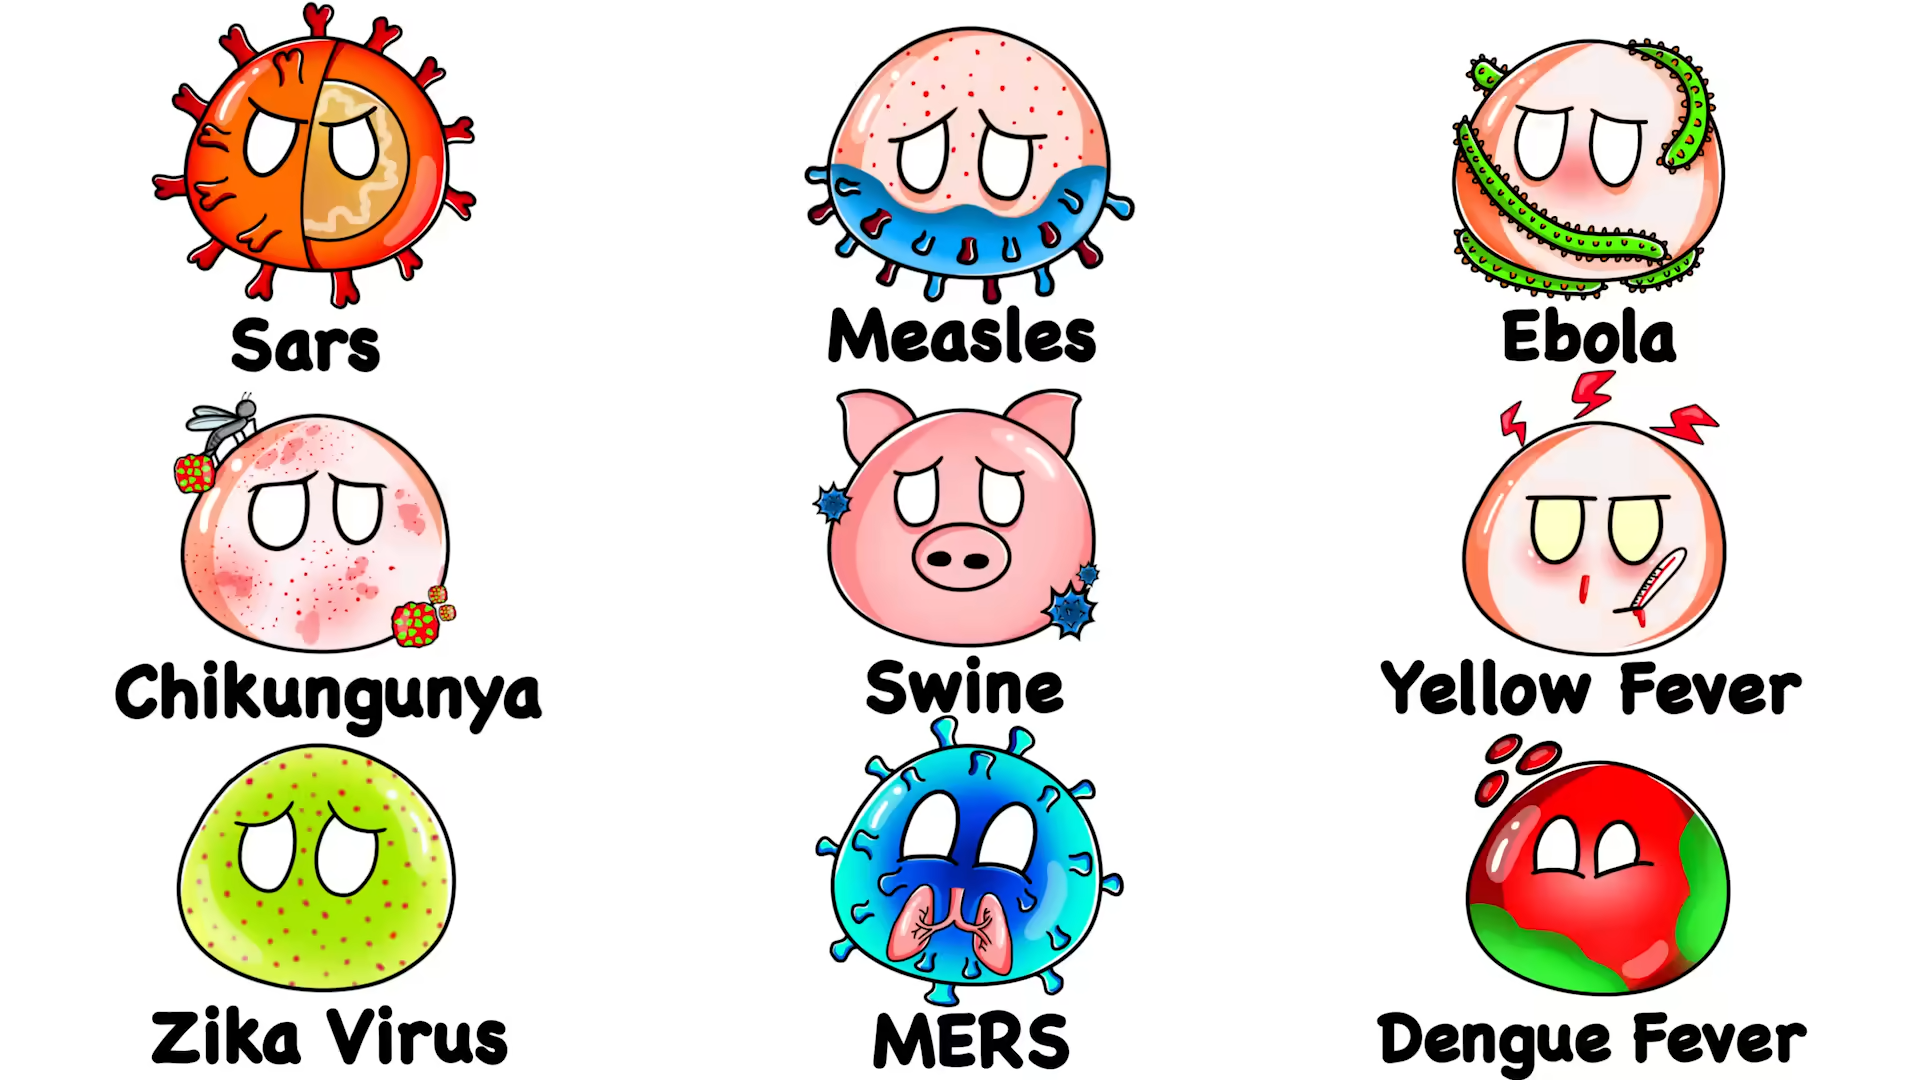 Sars
Measles
Ebola
Chikungunya
Swine
Yellow Fever
Zika Virus
MERS
Dengue Fever